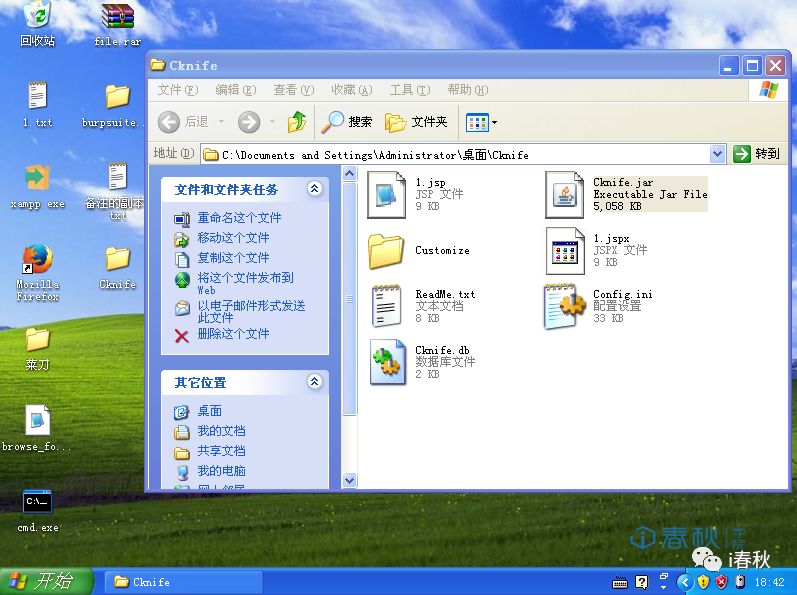 回收站
file.rar
1.txt
burpsuite...
xampp.exe
备注的副本
txt
Mozilla
Firefox
Cknife
菜刀
browse_fo...
C:\...
cmd.exe
Cknife
文件(F) 编辑(E) 查看(V) 收藏(A) 工具(T) 帮助(H)
后退 搜索 文件夹
地址(D) C:\Documents and Settings\Administrator\桌面\Cknife 转到
文件和文件夹任务
重命名这个文件
移动这个文件
复制这个文件
将这个文件发布到
Web
以电子邮件形式发送
此文件
删除这个文件
其它位置
桌面
我的文档
共享文档
我的电脑
网上邻居
1.jsp
JSP 文件
9 KB
Cknife.jar
Executable Jar File
5,058 KB
Customize
1.jspx
JSPX 文件
9 KB
ReadMe.txt
文本文档
8 KB
Config.ini
配置设置
33 KB
Cknife.db
数据库文件
2 KB
春秋学院
i春秋
开始
Cknife
18:42